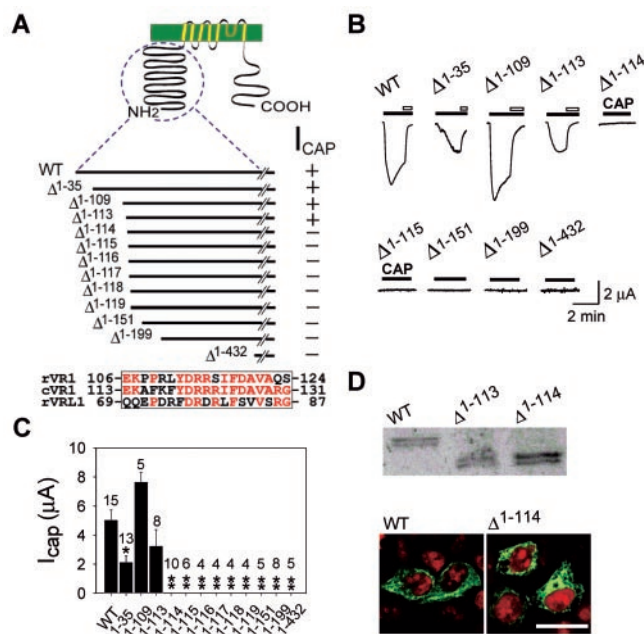 A
NH2
COOH
I CAP
WT +
Δ1-35 +
Δ1-109 +
Δ1-113 +
Δ1-114 −
Δ1-115 −
Δ1-116 −
Δ1-117 −
Δ1-118 −
Δ1-119 −
Δ1-151 −
Δ1-199 −
Δ1-432 −
rVR1 106-EKPPRLYDRRSIFDAVAQS-124
cVR1 113-EKAFKFYDRRRIFDAVARG-131
rVRL1 69-QQEPDRFDRDRLFSVVSRG-87
B
WT Δ1-35 Δ1-109 Δ1-113 Δ1-114
CAP
Δ1-115 Δ1-151 Δ1-199 Δ1-432
CAP
2 µA
2 min
C
Icap (µA)
10
8
6
4
2
0
15 13 5 8 10 6 4 4 4 4 5 8 5
* ** ** ** ** ** ** ** ** **
WT 1-35 1-109 1-113 1-114 1-115 1-116 1-117 1-118 1-119 1-151 1-199 1-432
D
WT Δ1-113 Δ1-114
WT Δ1-114